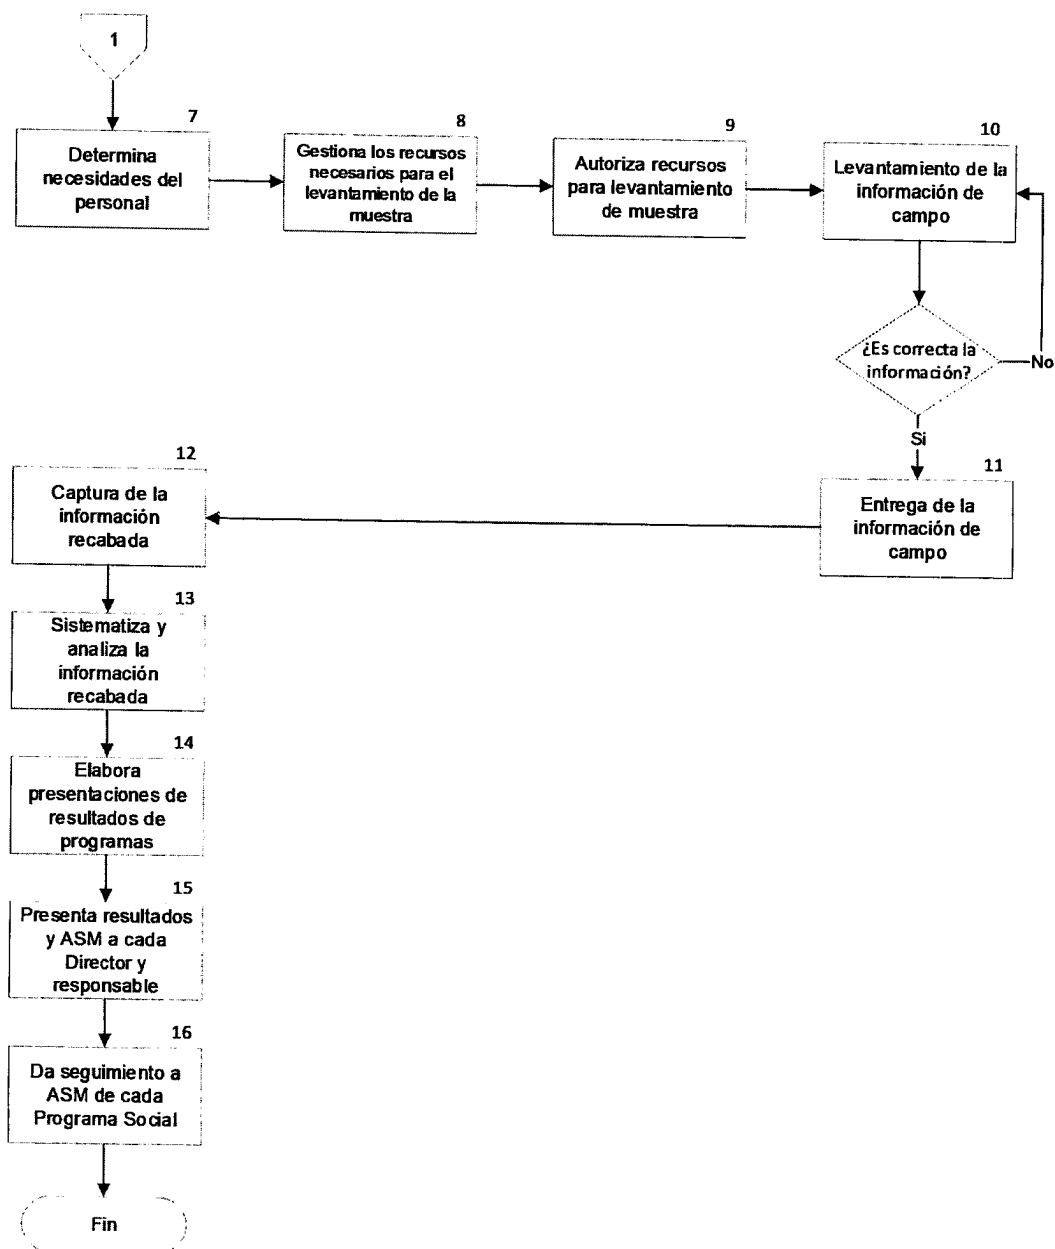 1
7
Determina
necesidades del
personal
8
Gestiona los recursos
necesarios para el
levantamiento de la
muestra
9
Autoriza recursos
para levantamiento
de muestra
10
Levantamiento de la
información de
campo
¿Es correcta la
información?
No
Si
11
Entrega de la
información de
campo
12
Captura de la
información
recabada
13
Sistematiza y
analiza la
información
recabada
14
Elabora
presentaciones de
resultados de
programas
15
Presenta resultados
y ASM a cada
Director y
responsable
16
Da seguimiento a
ASM de cada
Programa Social
Fin